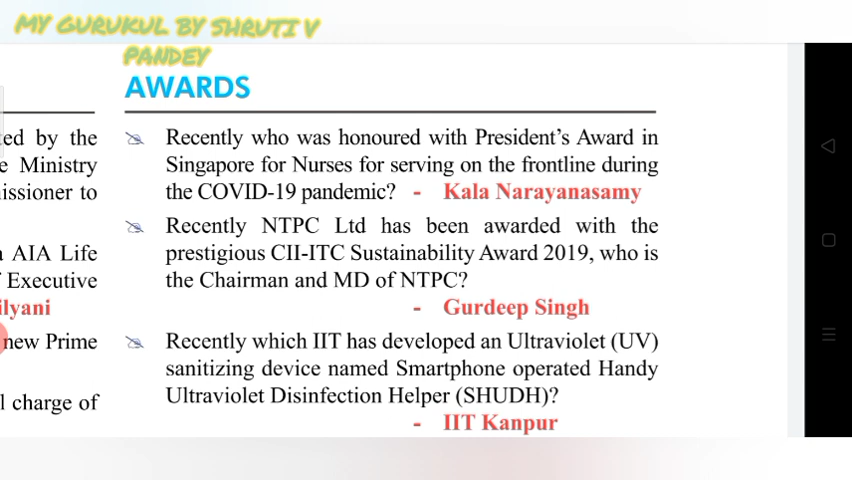 MY GURUKUL BY SHRUTI V
PANDEY
AWARDS
ted by the
e Ministry
issioner to
AIA Life
Executive
ilyani
new Prime
l charge of
Recently who was honoured with President's Award in
Singapore for Nurses for serving on the frontline during
the COVID-19 pandemic? - Kala Narayanasamy
Recently NTPC Ltd has been awarded with the
prestigious CII-ITC Sustainability Award 2019, who is
the Chairman and MD of NTPC?
- Gurdeep Singh
Recently which IIT has developed an Ultraviolet (UV)
sanitizing device named Smartphone operated Handy
Ultraviolet Disinfection Helper (SHUDH)?
- IIT Kanpur